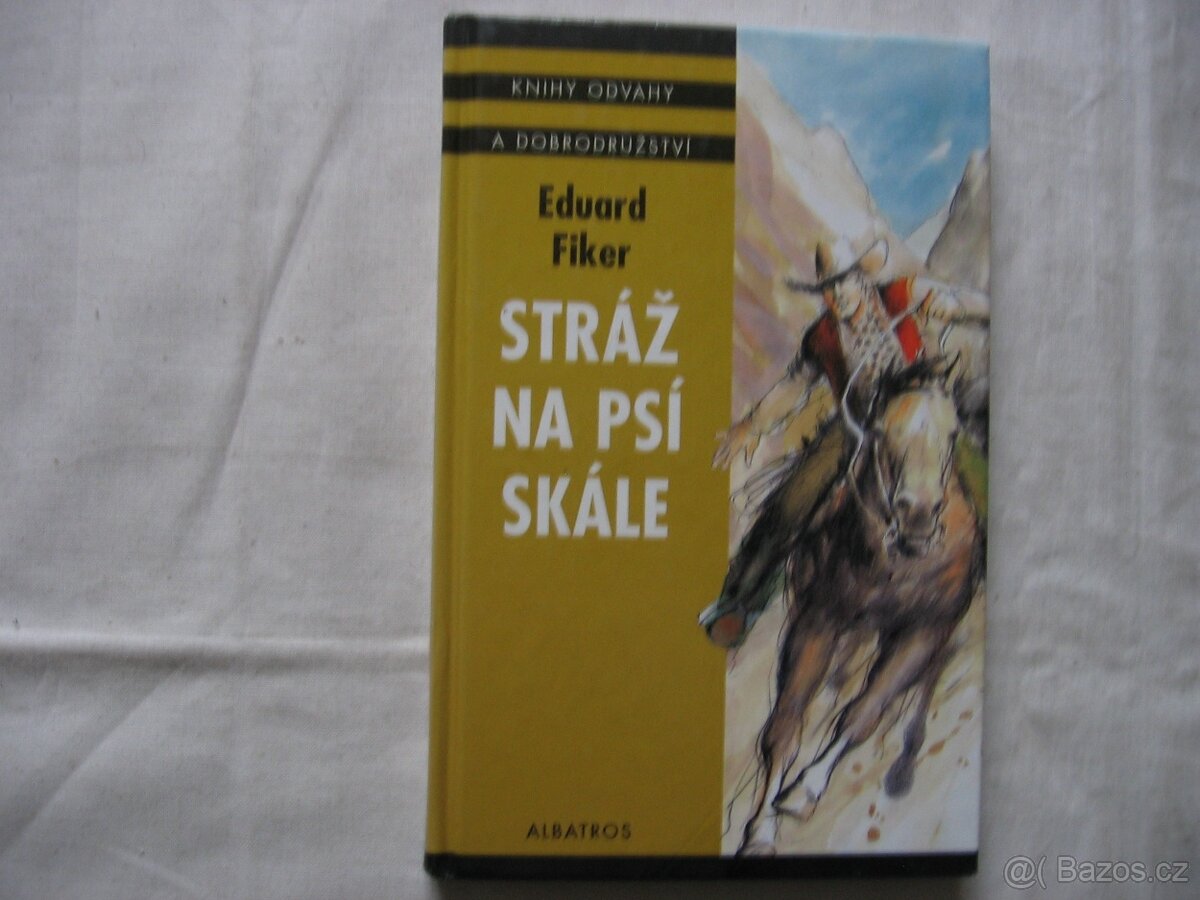 KNIHY ODVAHY
A DOBRODRUŽSTVÍ
Eduard
Fiker
STRÁŽ
NA PSÍ
SKÁLE
ALBATROS
@( Bazos.cz